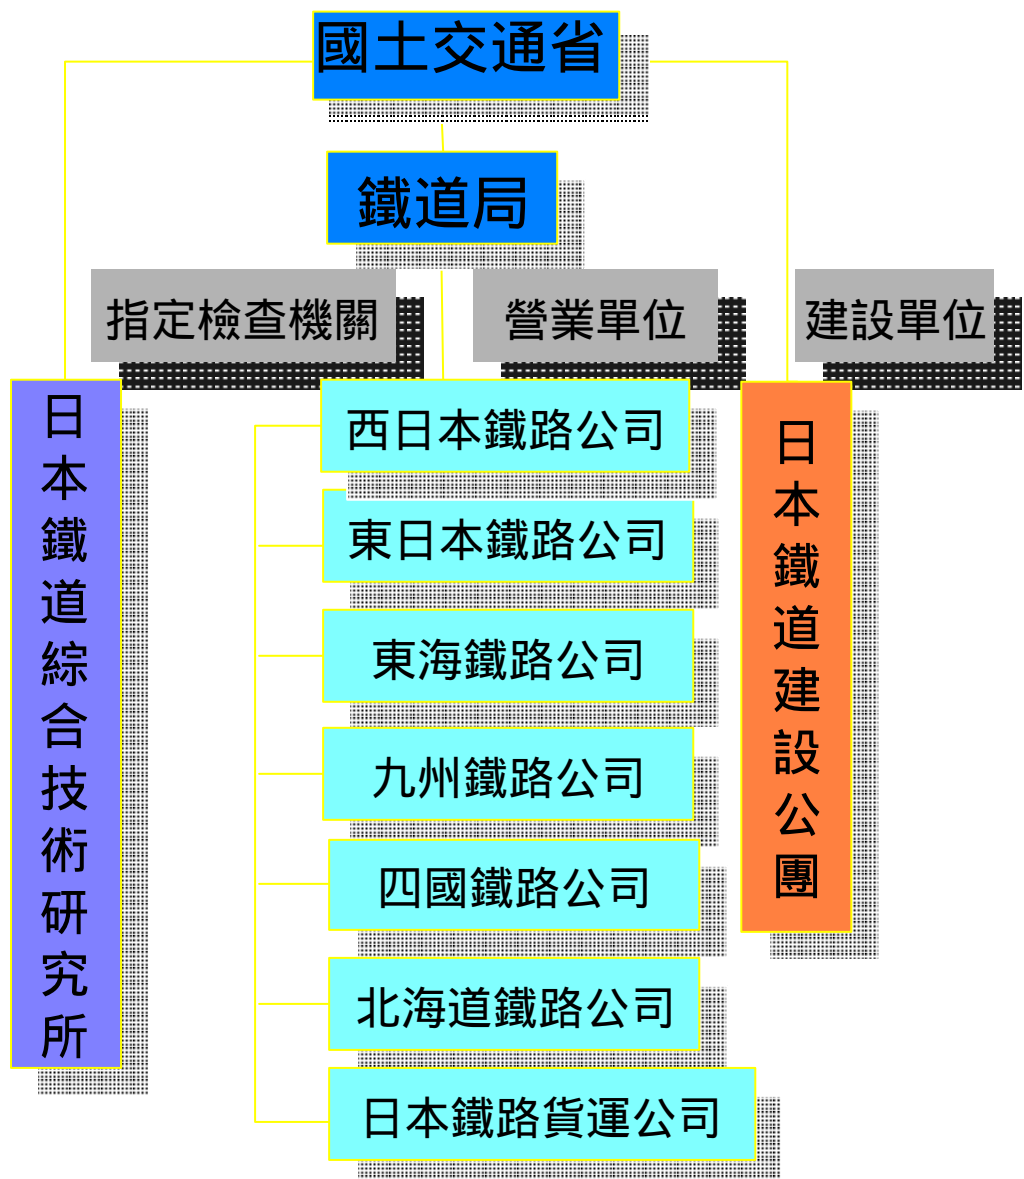 國土交通省
鐵道局
指定檢查機關
營業單位
建設單位
日本鐵道綜合技術研究所
西日本鐵路公司
東日本鐵路公司
東海鐵路公司
九州鐵路公司
四國鐵路公司
北海道鐵路公司
日本鐵路貨運公司
日本鐵道建設公團